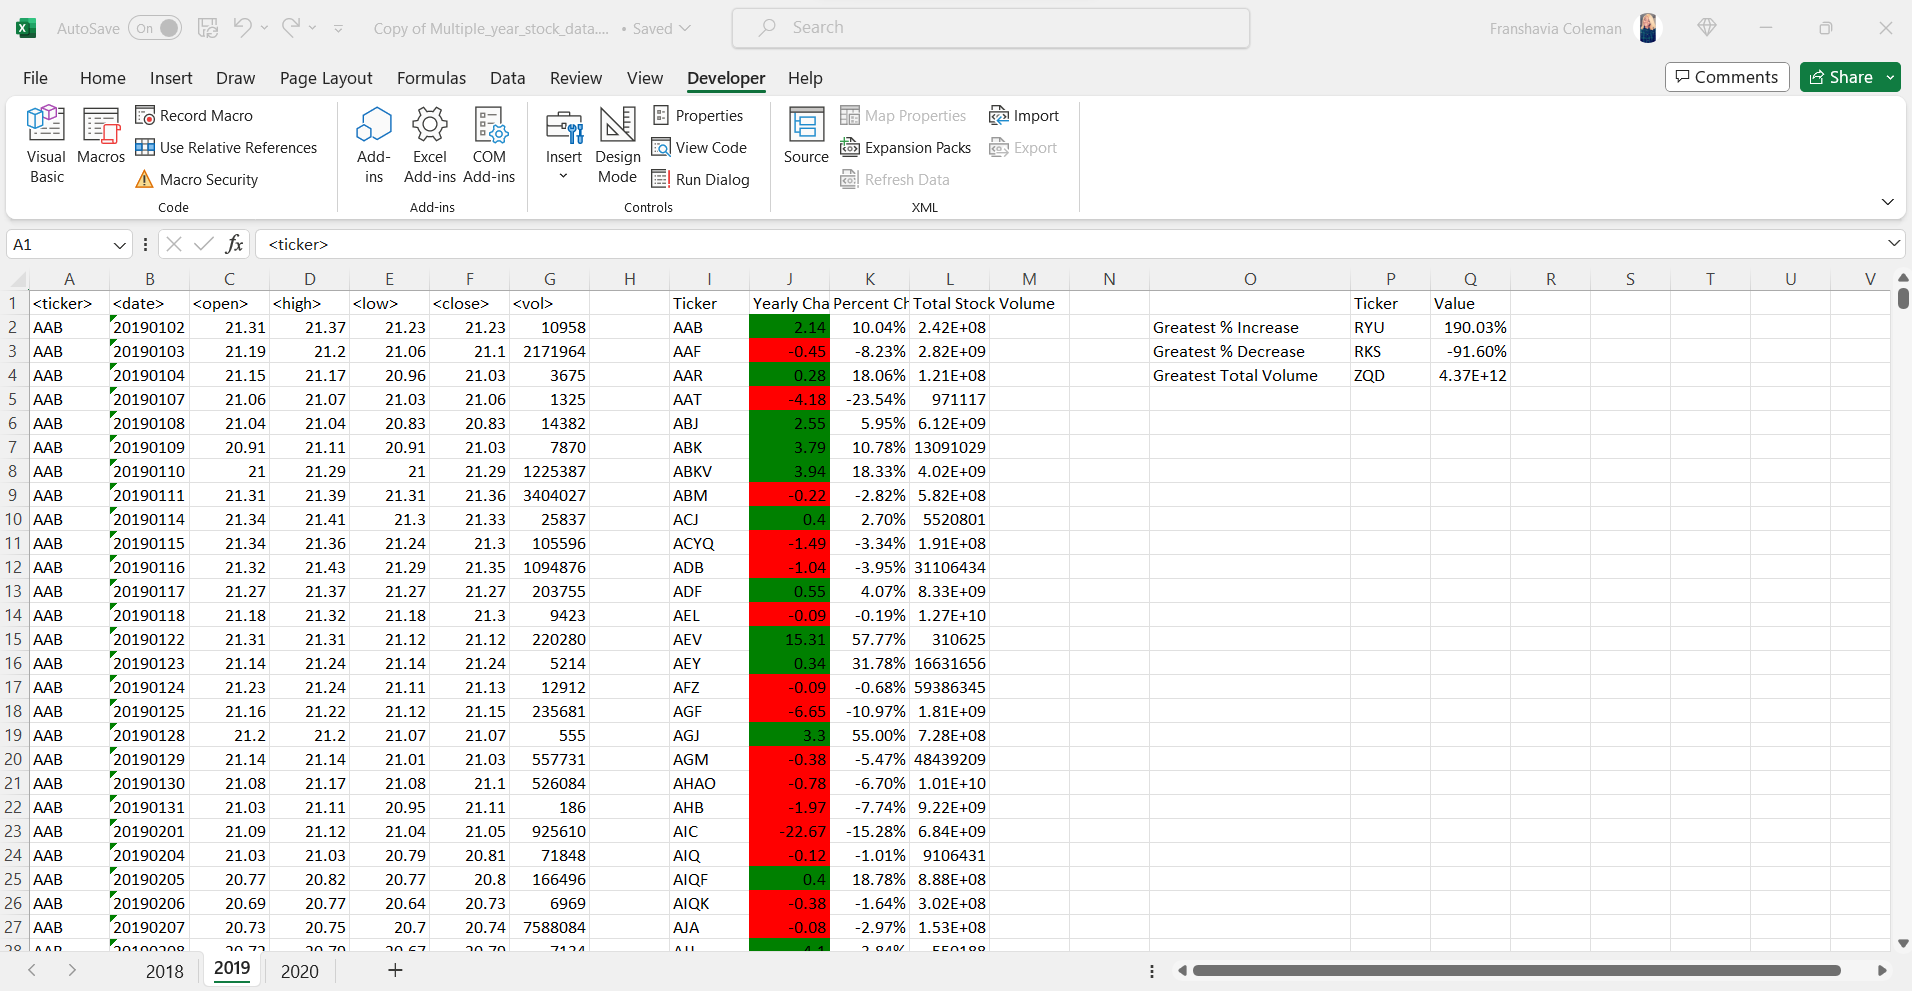 AutoSave On Copy of Multiple_year_stock_data.... • Saved Search Franshavia Coleman
File Home Insert Draw Page Layout Formulas Data Review View Developer Help Comments Share
Visual Basic
Macros
Record Macro
Use Relative References
Macro Security
Code
Add-ins
Excel Add-ins
COM Add-ins
Add-ins
Insert
Design Mode
Properties
View Code
Run Dialog
Controls
Source
Map Properties
Expansion Packs
Refresh Data
Import
Export
XML
A1 fx <ticker>
A B C D E F G H I J K L M N O P Q R S T U V
1 <ticker> <date> <open> <high> <low> <close> <vol> Ticker Yearly Cha Percent Ch Total Stock Volume Ticker Value
2 AAB 20190102 21.31 21.37 21.23 21.23 10958 AAB 2.14 10.04% 2.42E+08 Greatest % Increase RYU 190.03%
3 AAB 20190103 21.19 21.2 21.06 21.1 2171964 AAF -0.45 -8.23% 2.82E+09 Greatest % Decrease RKS -91.60%
4 AAB 20190104 21.15 21.17 20.96 21.03 3675 AAR 0.28 18.06% 1.21E+08 Greatest Total Volume ZQD 4.37E+12
5 AAB 20190107 21.06 21.07 21.03 21.06 1325 AAT -4.18 -23.54% 971117
6 AAB 20190108 21.04 21.04 20.83 20.83 14382 ABJ 2.55 5.95% 6.12E+09
7 AAB 20190109 20.91 21.11 20.91 21.03 7870 ABK 3.79 10.78% 13091029
8 AAB 20190110 21 21.29 21 21.29 1225387 ABKV 3.94 18.33% 4.02E+09
9 AAB 20190111 21.31 21.39 21.31 21.36 3404027 ABM -0.22 -2.82% 5.82E+08
10 AAB 20190114 21.34 21.41 21.3 21.33 25837 ACJ 0.4 2.70% 5520801
11 AAB 20190115 21.34 21.36 21.24 21.3 105596 ACYQ -1.49 -3.34% 1.91E+08
12 AAB 20190116 21.32 21.43 21.29 21.35 1094876 ADB -1.04 -3.95% 31106434
13 AAB 20190117 21.27 21.37 21.27 21.27 203755 ADF 0.55 4.07% 8.33E+09
14 AAB 20190118 21.18 21.32 21.18 21.3 9423 AEL -0.09 -0.19% 1.27E+10
15 AAB 20190122 21.31 21.31 21.12 21.12 220280 AEV 15.31 57.77% 310625
16 AAB 20190123 21.14 21.24 21.14 21.24 5214 AEY 0.34 31.78% 16631656
17 AAB 20190124 21.23 21.24 21.11 21.13 12912 AFZ -0.09 -0.68% 59386345
18 AAB 20190125 21.16 21.22 21.12 21.15 235681 AGF -6.65 -10.97% 1.81E+09
19 AAB 20190128 21.2 21.2 21.07 21.07 555 AGJ 3.3 55.00% 7.28E+08
20 AAB 20190129 21.14 21.14 21.01 21.03 557731 AGM -0.38 -5.47% 48439209
21 AAB 20190130 21.08 21.17 21.08 21.1 526084 AHAO -0.78 -6.70% 1.01E+10
22 AAB 20190131 21.03 21.11 20.95 21.11 186 AHB -1.97 -7.74% 9.22E+09
23 AAB 20190201 21.09 21.12 21.04 21.05 925610 AIC -22.67 -15.28% 6.84E+09
24 AAB 20190204 21.03 21.03 20.79 20.81 71848 AIQ -0.12 -1.01% 9106431
25 AAB 20190205 20.77 20.82 20.77 20.8 166496 AIQF 0.4 18.78% 8.88E+08
26 AAB 20190206 20.69 20.77 20.64 20.73 6969 AIQK -0.38 -1.64% 3.02E+08
27 AAB 20190207 20.73 20.75 20.7 20.74 7588084 AJA -0.08 -2.97% 1.53E+08
28 AAB 20190208
2018 2019 2020